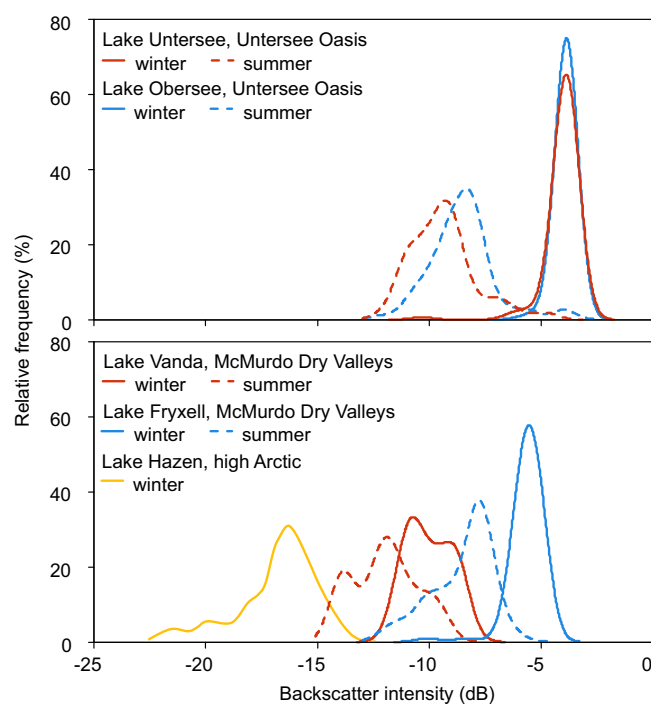 80
60
40
20
0
Lake Untersee, Untersee Oasis
winter summer
Lake Obersee, Untersee Oasis
winter summer
Relative frequency (%)
80
60
40
20
0
Lake Vanda, McMurdo Dry Valleys
winter summer
Lake Fryxell, McMurdo Dry Valleys
winter summer
Lake Hazen, high Arctic
winter
-25 -20 -15 -10 -5 0
Backscatter intensity (dB)